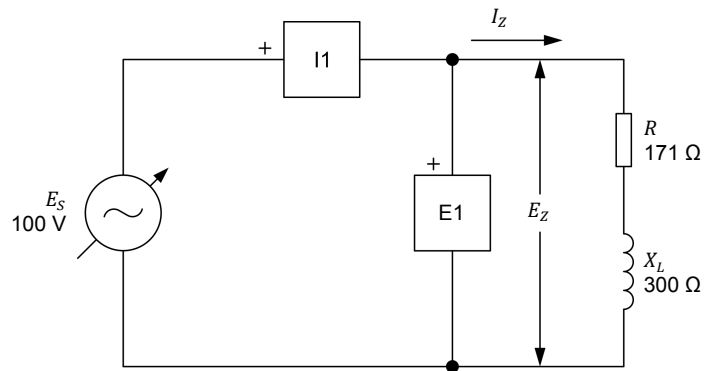 I_Z
+
I1
+
E1
E_S
100 V
E_Z
R
171 Ω
X_L
300 Ω